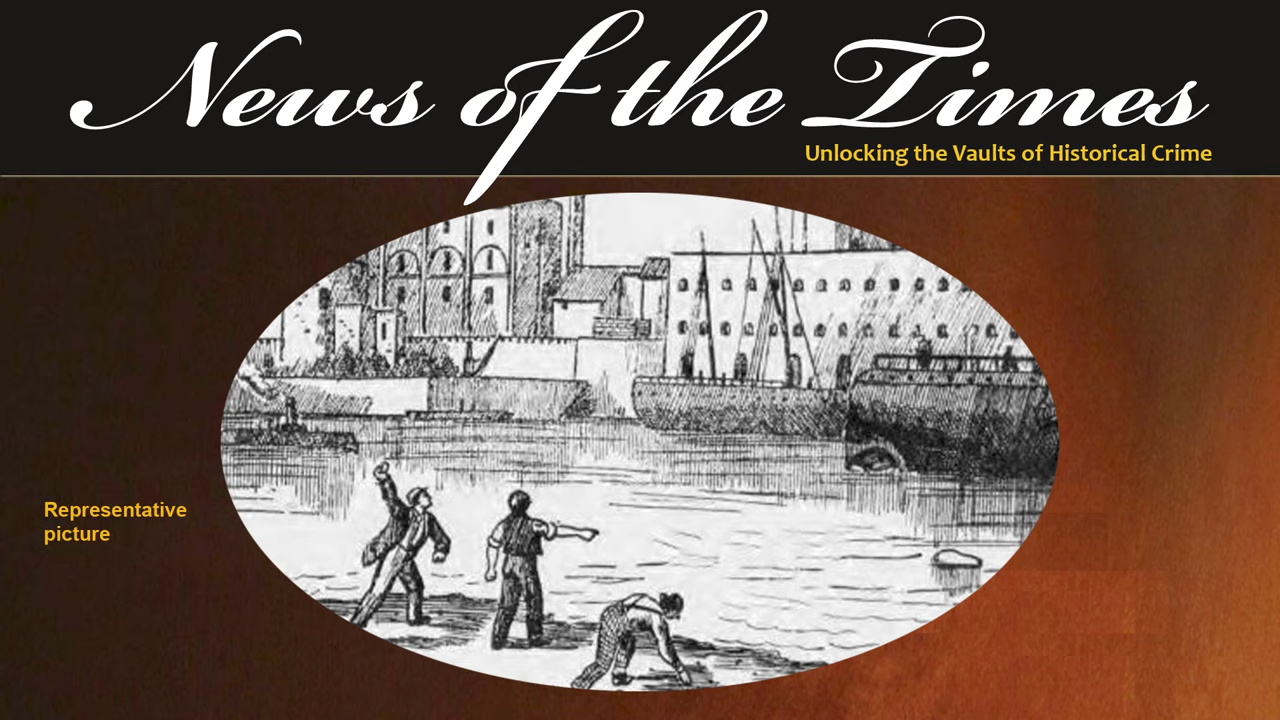 News of the Times
Unlocking the Vaults of Historical Crime
Representative
picture